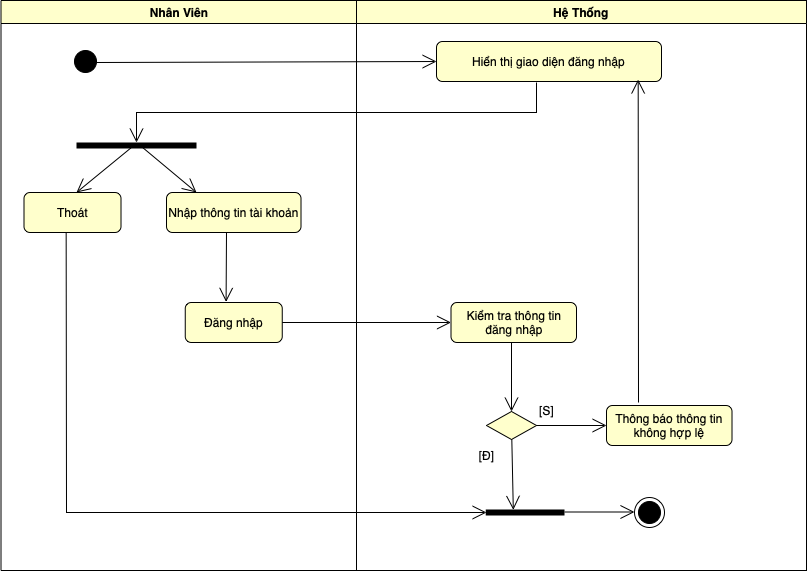 Nhân Viên
Hệ Thống
Hiển thị giao diện đăng nhập
Thoát
Nhập thông tin tài khoản
Đăng nhập
Kiểm tra thông tin
đăng nhập
[S]
Thông báo thông tin
không hợp lệ
[Đ]